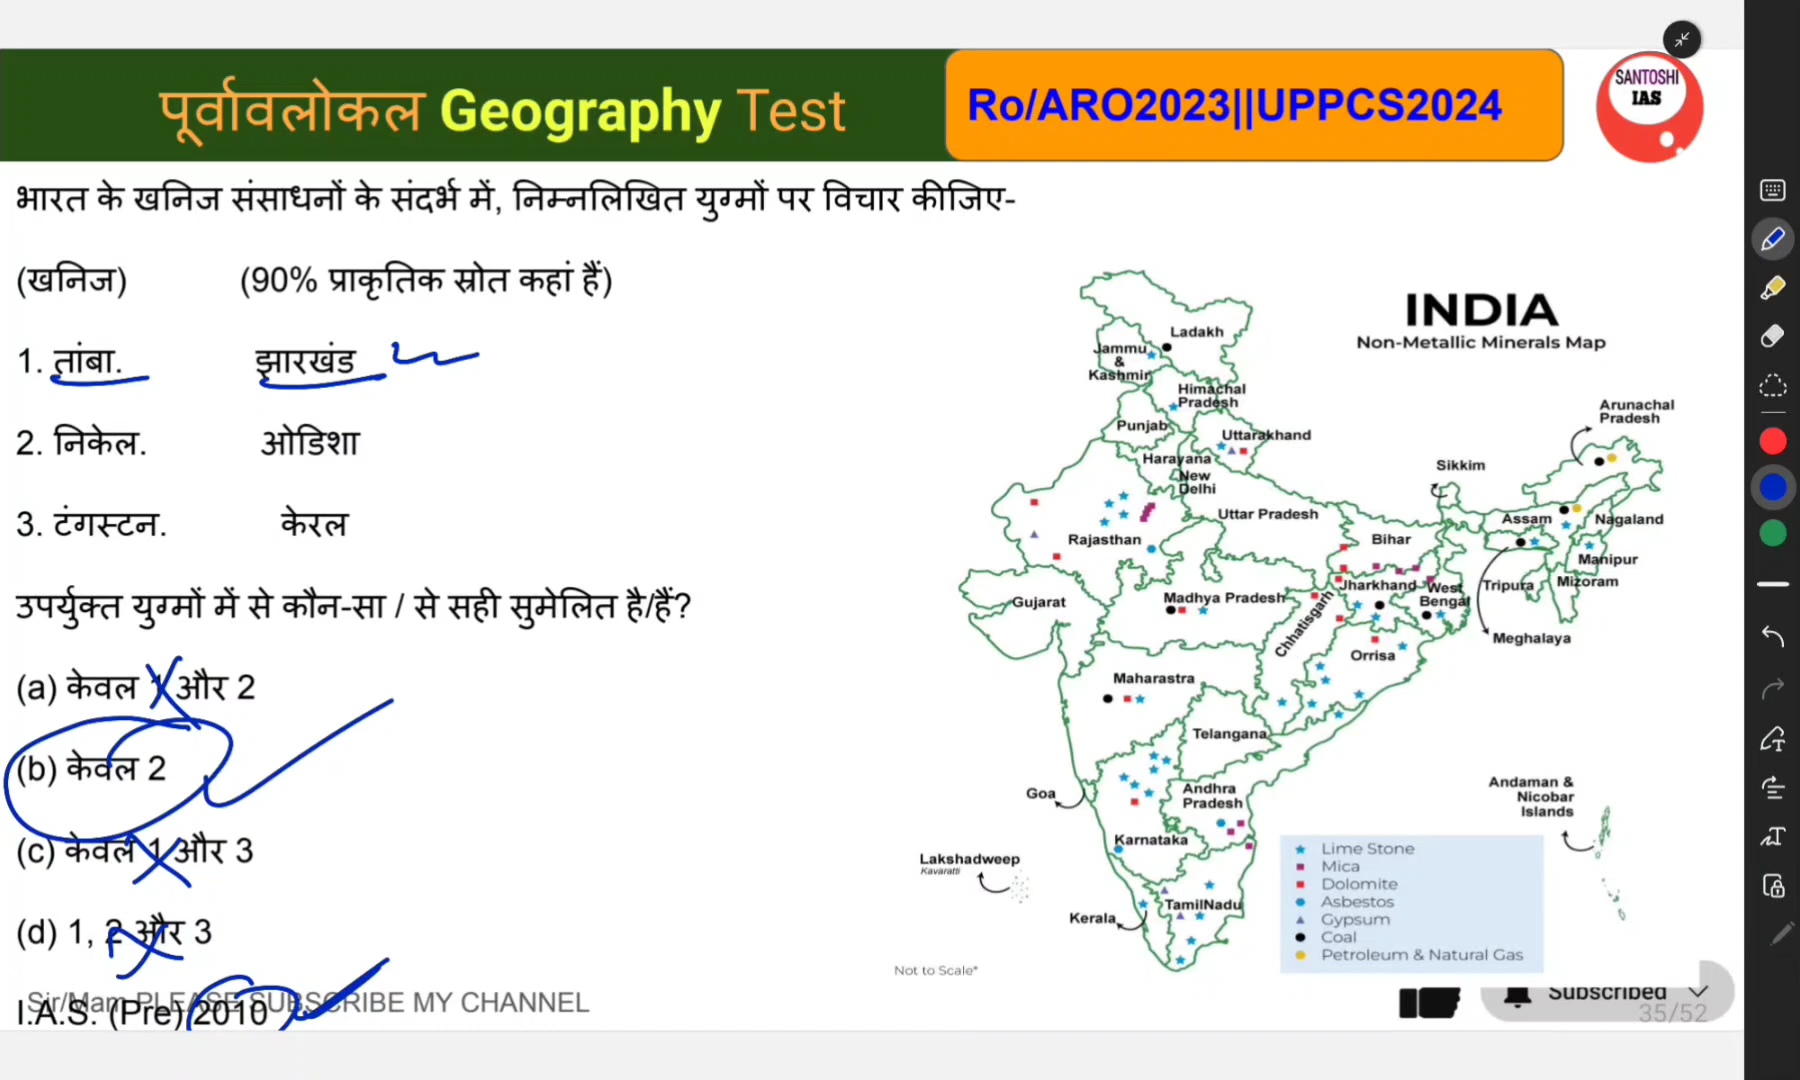 पूर्वावलोकल Geography Test
Ro/ARO2023||UPPCS2024
SANTOSHI
IAS
भारत के खनिज संसाधनों के संदर्भ में, निम्नलिखित युग्मों पर विचार कीजिए-
(खनिज) (90% प्राकृतिक स्रोत कहां हैं)
1. तांबा. झारखंड
2. निकेल. ओडिशा
3. टंगस्टन. केरल
उपर्युक्त युग्मों में से कौन-सा / से सही सुमेलित है/हैं?
(a) केवल 1 और 2
(b) केवल 2
(c) केवल 1 और 3
(d) 1, 2 और 3
I.A.S. (Pre) 2010
Sir/Mam PLEASE SUBSCRIBE MY CHANNEL
INDIA
Non-Metallic Minerals Map
Ladakh
Jammu
&
Kashmir
Himachal
Pradesh
Punjab
Uttarakhand
Harayana
New
Delhi
Arunachal
Pradesh
Sikkim
Uttar Pradesh
Assam
Nagaland
Rajasthan
Bihar
Manipur
Jharkhand
West
Bengal
Tripura
Mizoram
Gujarat
Madhya Pradesh
Chhatisgarh
Meghalaya
Orrisa
Maharastra
Telangana
Goa
Andhra
Pradesh
Andaman &
Nicobar
Islands
Karnataka
Lakshadweep
Kavaratti
Kerala
TamilNadu
Lime Stone
Mica
Dolomite
Asbestos
Gypsum
Coal
Petroleum & Natural Gas
Not to Scale*
Subscribed
35/52